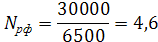 N_рф = 30000/6500 = 4,6